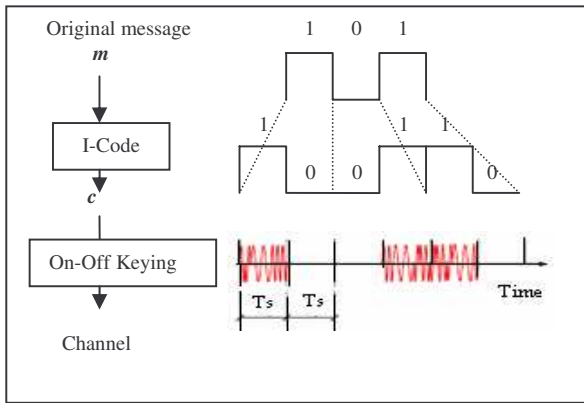 Original message
1 0 1
m
1 1 1
I-Code
0 0 0
c
On-Off Keying
Time
Ts Ts
Channel